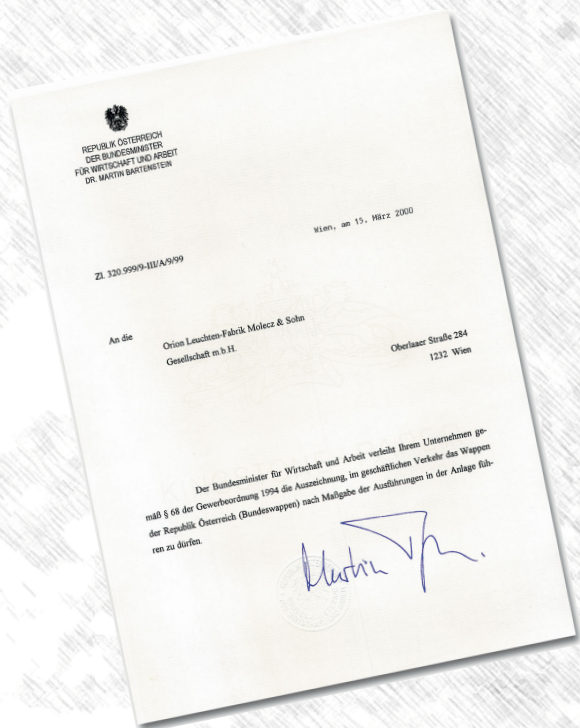 REPUBLIK ÖSTERREICH
DER BUNDESMINISTER
FÜR WIRTSCHAFT UND ARBEIT
DR. MARTIN BARTENSTEIN
Wien, am 15. März 2000
Zl. 320.999/9-III/A/9/99
An die
Orion Leuchten-Fabrik Molecz & Sohn
Gesellschaft m.b.H.
Oberlaaer Straße 284
1232 Wien
Der Bundesminister für Wirtschaft und Arbeit verleiht Ihrem Unternehmen ge-
mäß § 68 der Gewerbeordnung 1994 die Auszeichnung, im geschäftlichen Verkehr das Wappen
der Republik Österreich (Bundeswappen) nach Maßgabe der Ausführungen in der Anlage füh-
ren zu dürfen.
Martin